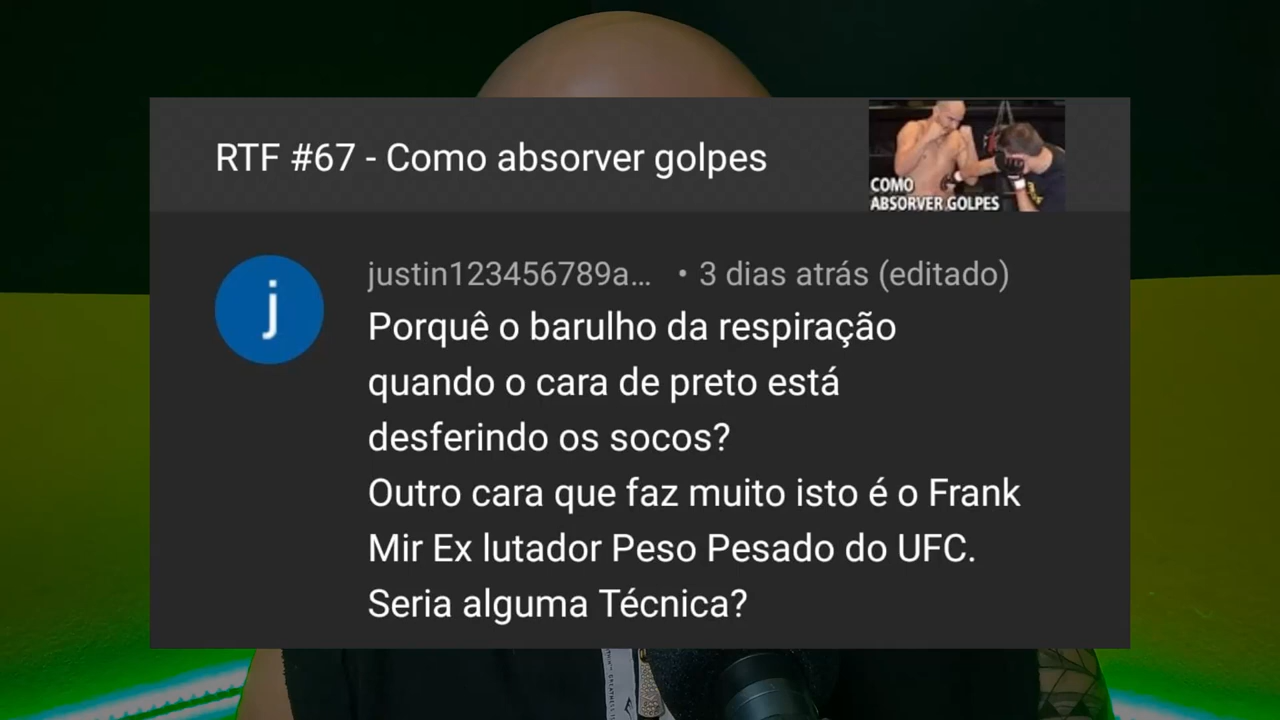 RTF #67 - Como absorver golpes
COMO
ABSORVER GOLPES
j
justin123456789a... • 3 dias atrás (editado)
Porquê o barulho da respiração
quando o cara de preto está
desferindo os socos?
Outro cara que faz muito isto é o Frank
Mir Ex lutador Peso Pesado do UFC.
Seria alguma Técnica?